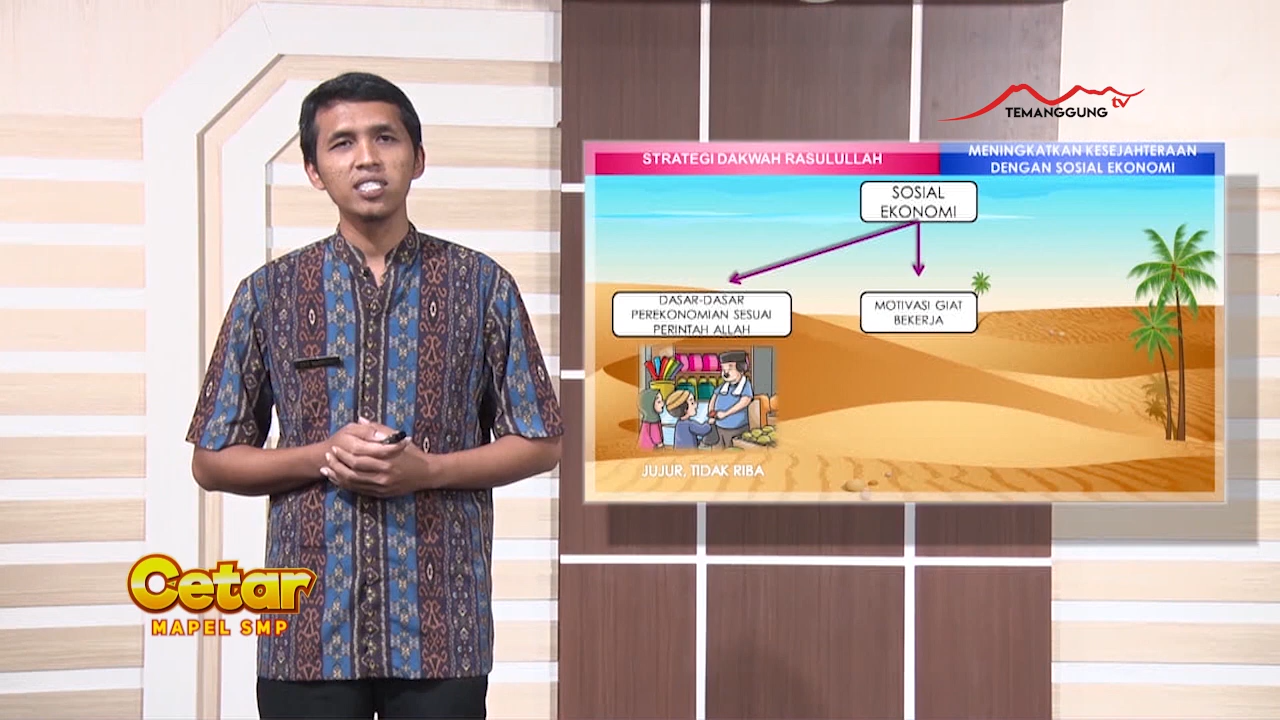 TEMANGGUNG
tv
STRATEGI DAKWAH RASULULLAH
MENINGKATKAN KESEJAHTERAAN
DENGAN SOSIAL EKONOMI
SOSIAL
EKONOMI
DASAR-DASAR
PEREKONOMIAN SESUAI
PERINTAH ALLAH
MOTIVASI GIAT
BEKERJA
JUJUR, TIDAK RIBA
Cetar
MAPEL SMP